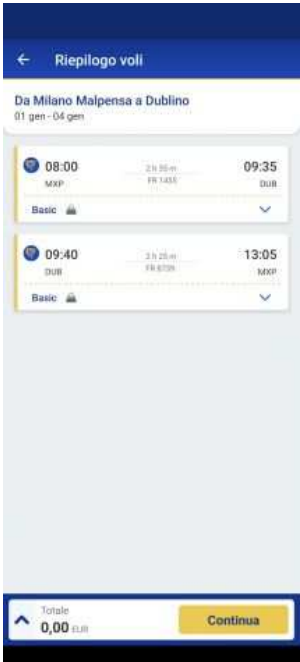 Riepilogo voli
Da Milano Malpensa a Dublino
01 gen - 04 gen
08:00 09:35
MXP DUB
Basic
09:40 13:05
DUB MXP
Basic
Totale
0,00 EUR
Continua